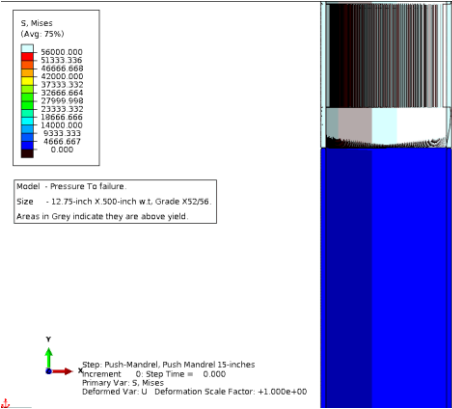 S, Mises
(Avg: 75%)
56000.000
51333.336
46666.668
42000.000
37333.332
32666.664
27999.998
23333.332
18666.666
14000.000
9333.333
4666.667
0.000
Model - Pressure To failure.
Size - 12.75-inch X.500-inch w.t, Grade X52/56.
Areas in Grey indicate they are above yield.
Y
X
Step: Push-Mandrel, Push Mandrel 15-inches
Increment 0: Step Time = 0.000
Primary Var: S, Mises
Deformed Var: U Deformation Scale Factor: +1.000e+00